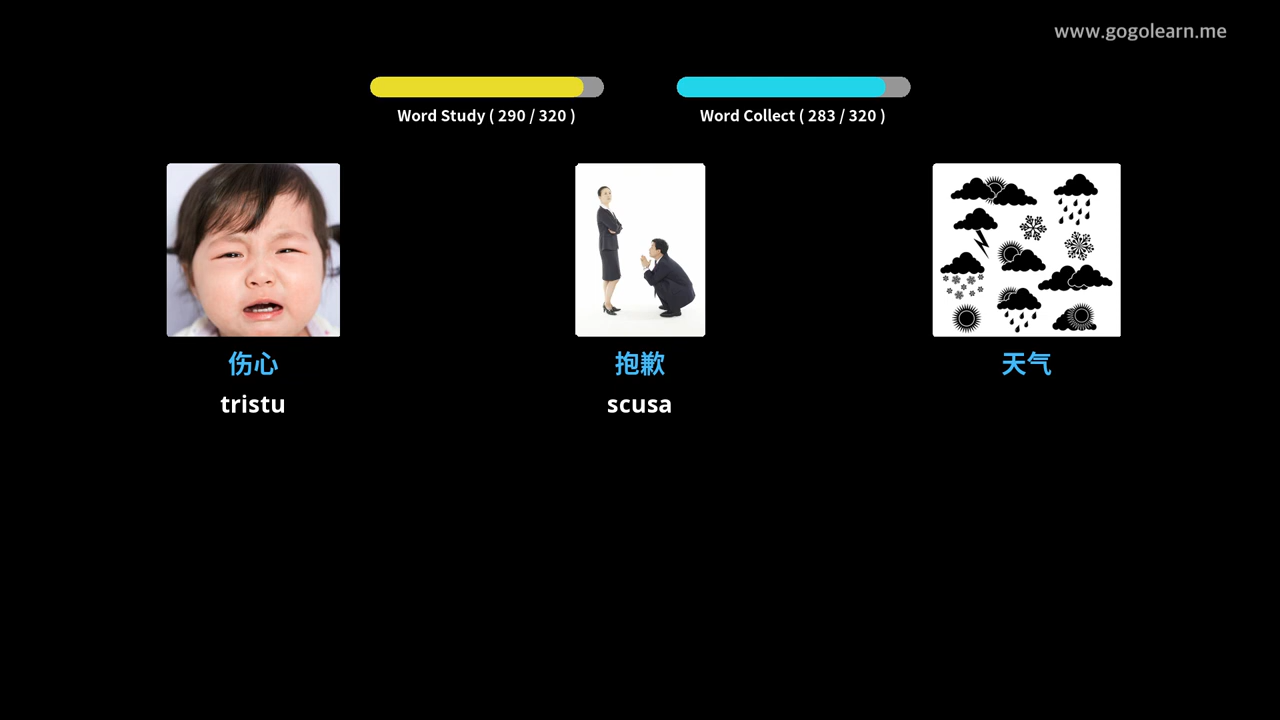 www.gogolearn.me
Word Study ( 290 / 320 )
Word Collect ( 283 / 320 )
伤心
抱歉
天气
tristu
scusa